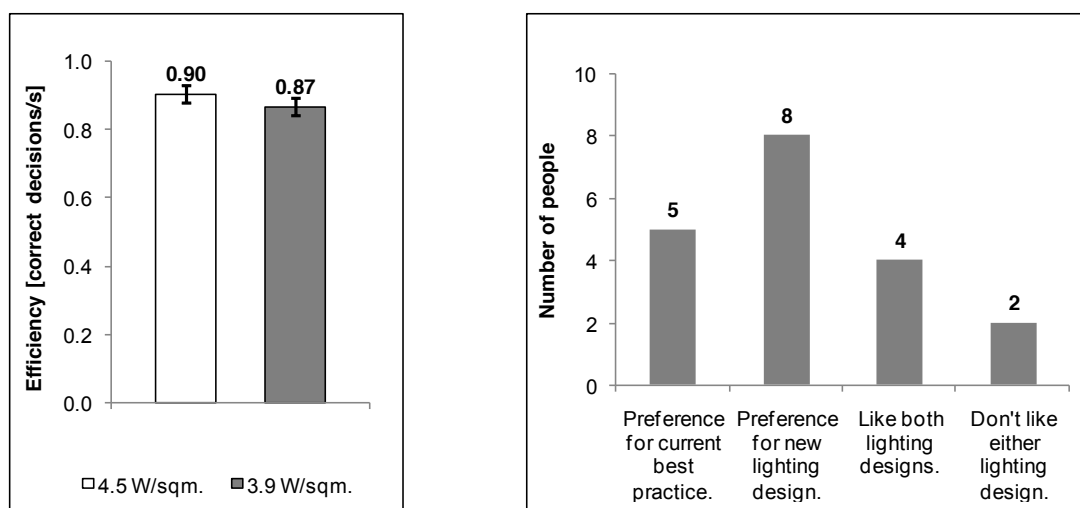 Efficiency [correct decisions/s]
1.0
0.8
0.6
0.4
0.2
0.0
0.90
0.87
4.5 W/sqm.
3.9 W/sqm.
Number of people
10
8
6
4
2
0
5
8
4
2
Preference
for current
best
practice.
Preference
for new
lighting
design.
Like both
lighting
designs.
Don't like
either
lighting
design.